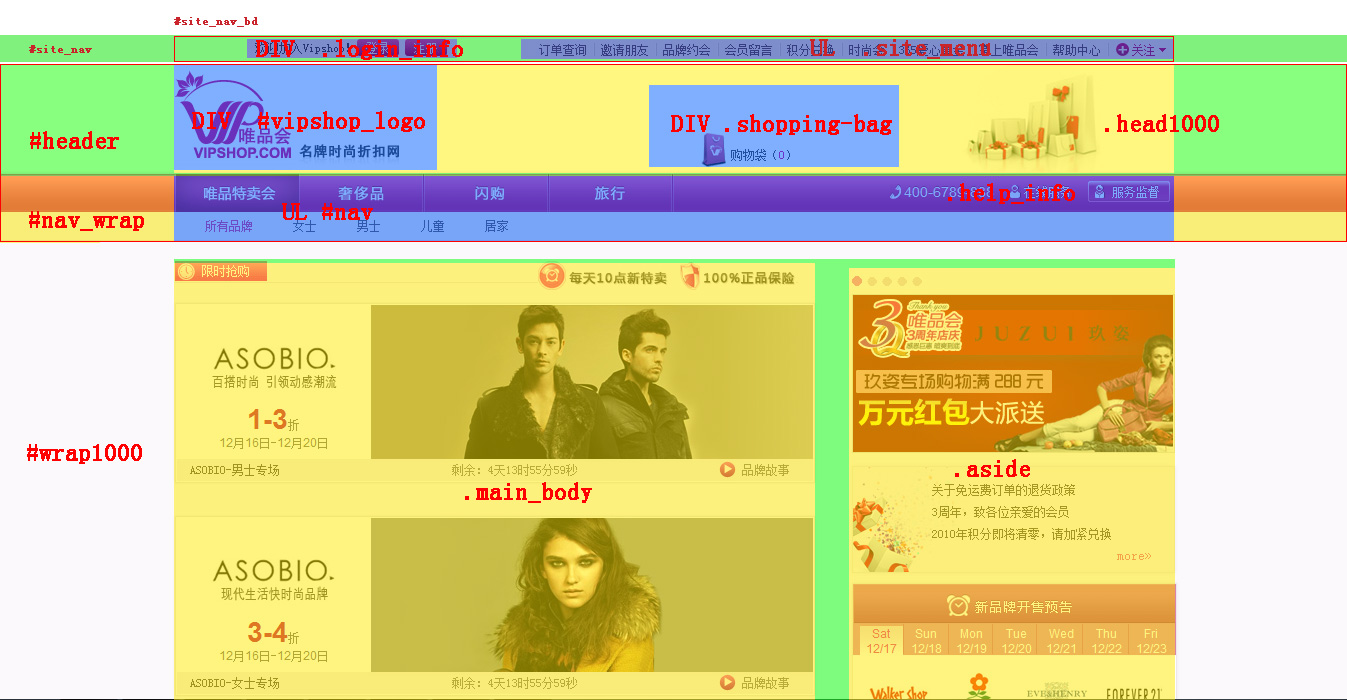 #site_nav_bd
#site_nav
DIV .login_info
欢迎加入Vipshop!
登录
订单查询 邀请朋友 品牌约会 会员留言 积分兑换
UL .site_menu
唯品会 帮助中心 关注
#header
DIV #vipshop_logo
唯品会
VIPSHOP.COM 名牌时尚折扣网
DIV .shopping-bag
购物袋（0）
.head1000
唯品特卖会 奢侈品 闪购 旅行
400-6789-888
.help_info
服务监督
#nav_wrap
UL #nav
所有品牌 女士 男士 儿童 居家
限时抢购
每天10点新特卖
100%正品保险
ASOBIO.
百搭时尚 引领动感潮流
1-3折
12月16日-12月20日
ASOBIO-男士专场
剩余: 4天13时55分59秒
品牌故事
#wrap1000
.main_body
ASOBIO.
现代生活快时尚品牌
3-4折
12月16日-12月20日
ASOBIO-女士专场
剩余: 4天13时55分59秒
品牌故事
Thank you
3
唯品会
3周年店庆
JUZUI 玖姿
玖姿专场购物满 288 元
万元红包大派送
.aside
关于免运费订单的退货政策
3周年，致各位亲爱的会员
2010年积分即将清零，请加紧兑换
more»
新品牌开售预告
Sat Sun Mon Tue Wed Thu Fri
12/17 12/18 12/19 12/20 12/21 12/22 12/23
Walker Shop
EVE&HENRY
FOREVER 21